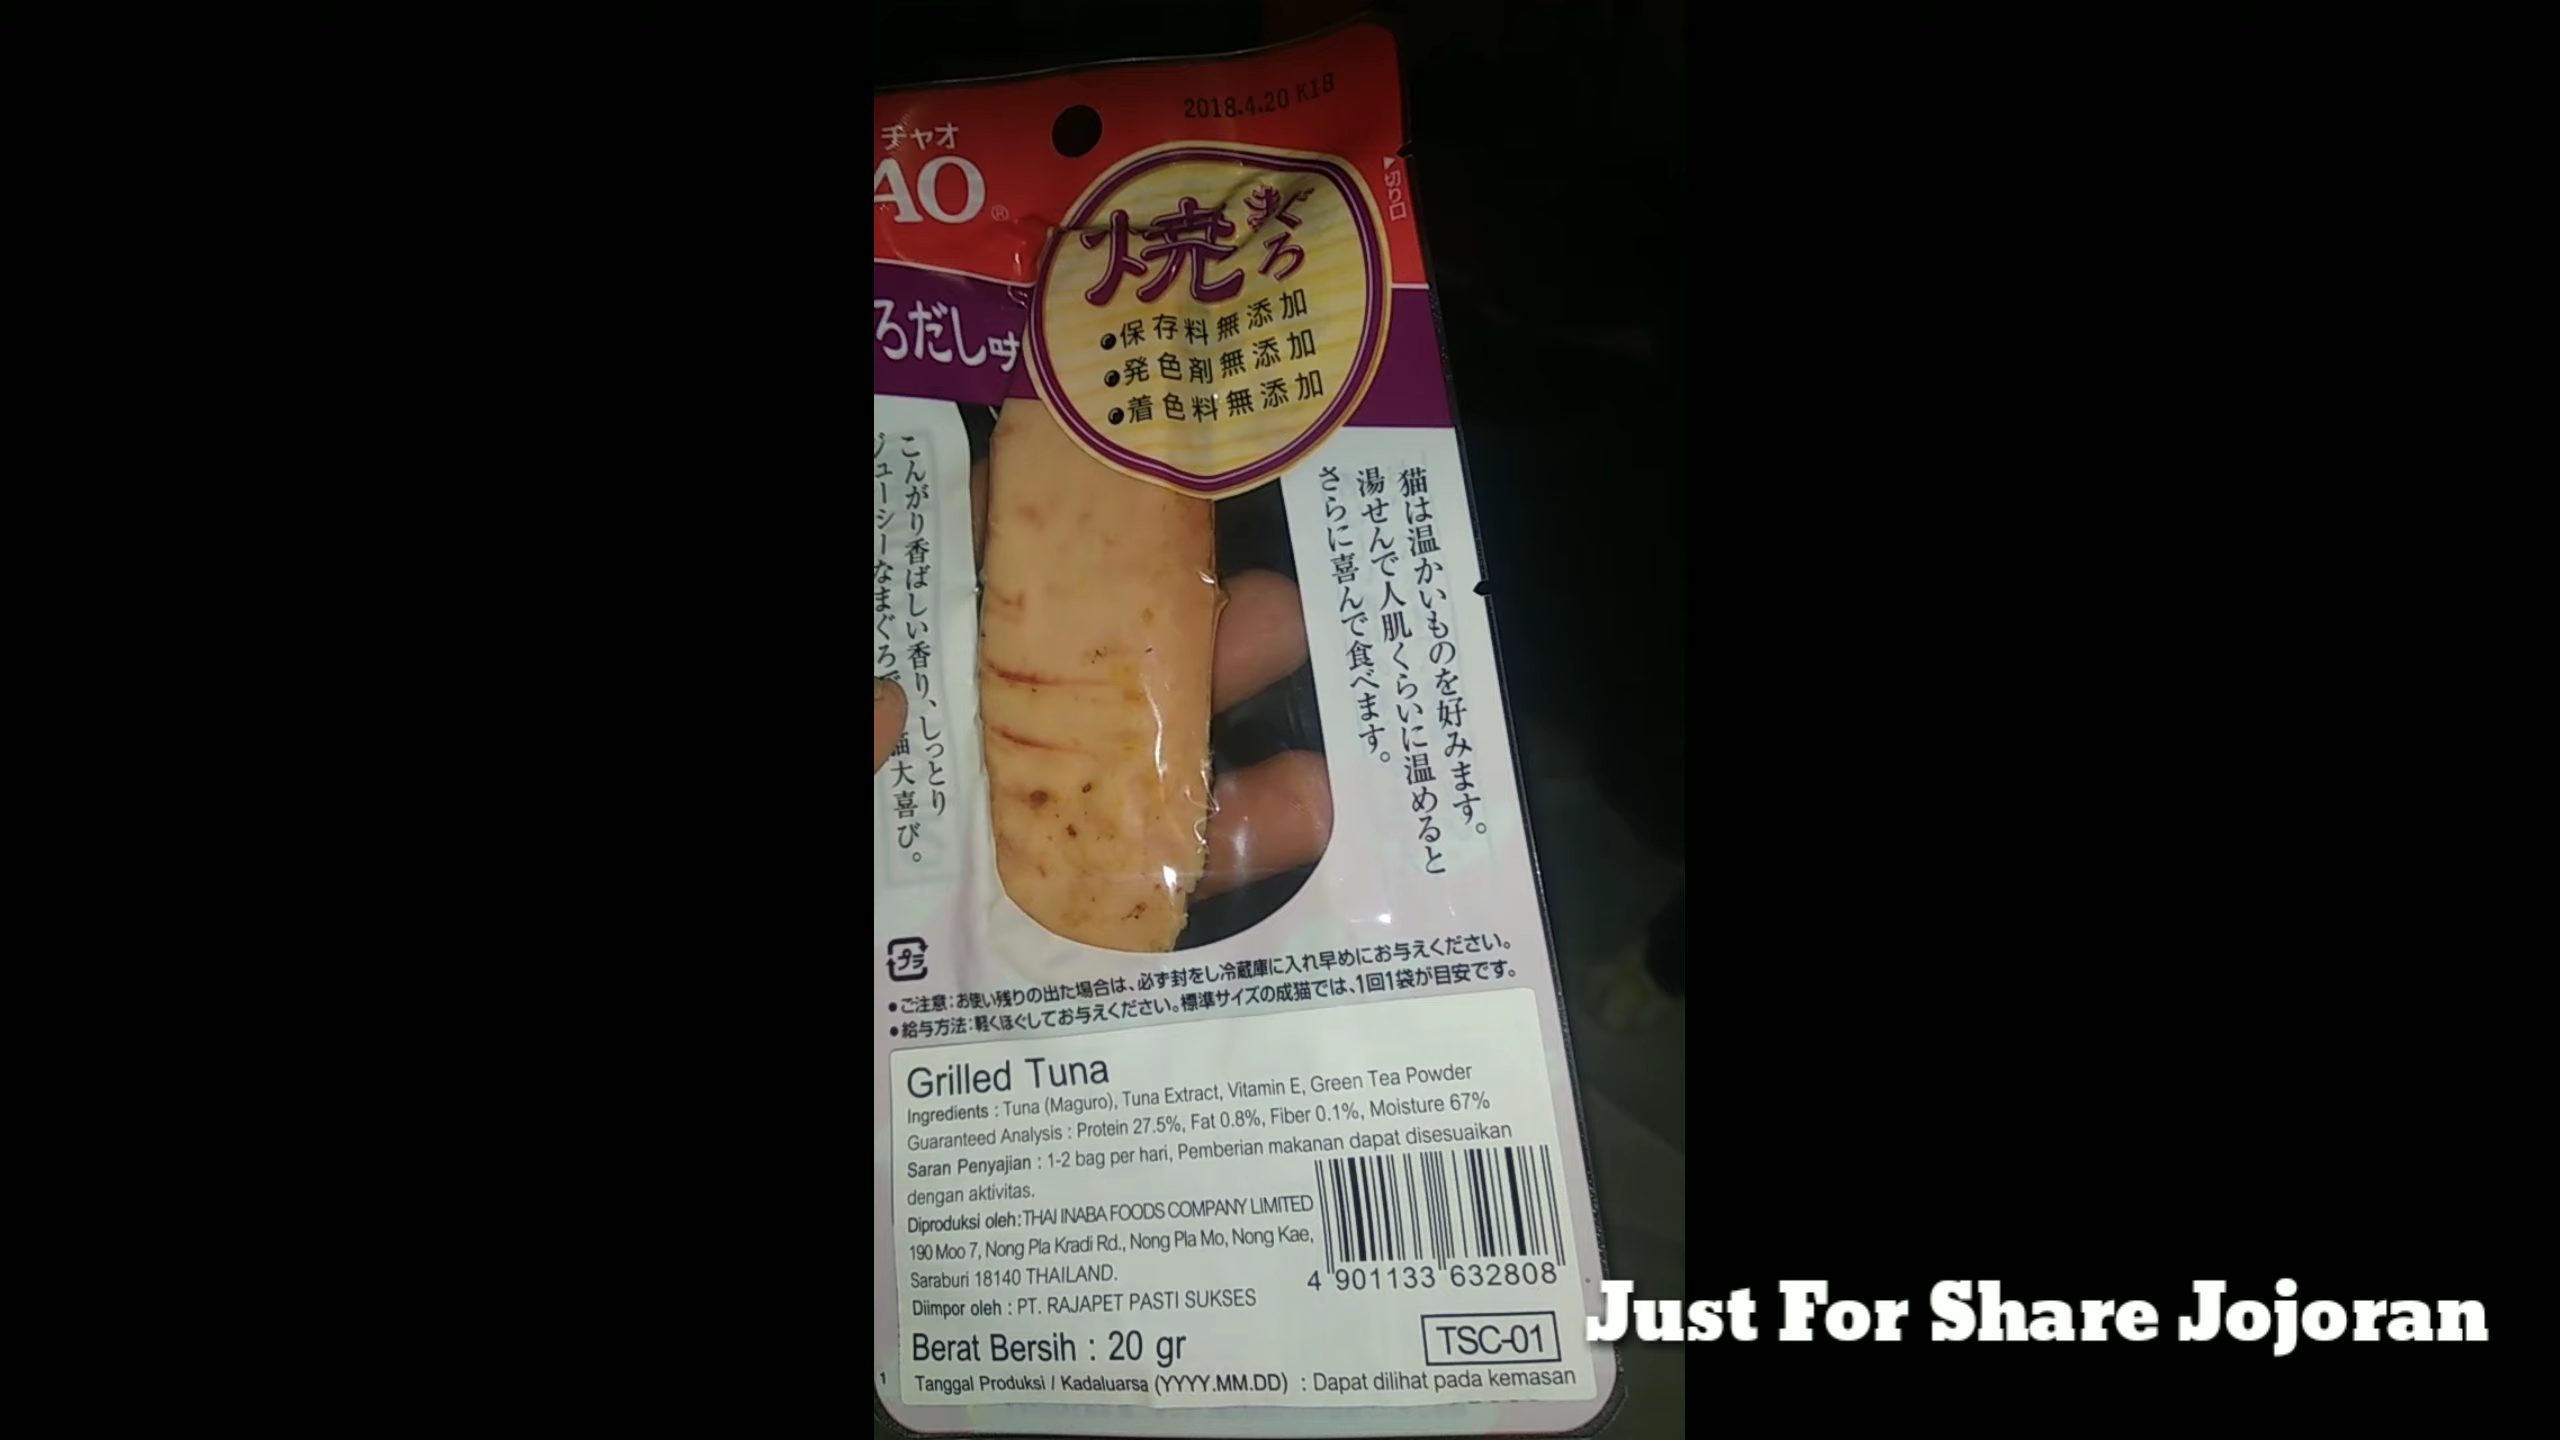 2018.4.20 K18
チャオ
AO®
切り口
焼まぐろ
●保存料無添加
●発色剤無添加
●着色料無添加
ろだし味
猫は温かいものを好みます。
湯せんで人肌くらいに温めると
さらに喜んで食べます。
こんがり香ばしい香り、しっとり
ジューシーなまぐろで
猫大喜び。
プラ
●ご注意:お使い残りの出た場合は、必ず封をし冷蔵庫に入れ早めにお与えください。
●給与方法:軽くほぐしてお与えください。標準サイズの成猫では、1回1袋が目安です。
Grilled Tuna
Ingredients : Tuna (Maguro), Tuna Extract, Vitamin E, Green Tea Powder
Guaranteed Analysis : Protein 27.5%, Fat 0.8%, Fiber 0.1%, Moisture 67%
Saran Penyajian : 1-2 bag per hari, Pemberian makanan dapat disesuaikan
dengan aktivitas.
Diproduksi oleh: THAI INABA FOODS COMPANY LIMITED
190 Moo 7, Nong Pla Kradi Rd., Nong Pla Mo, Nong Kae,
Saraburi 18140 THAILAND.
Diimpor oleh : PT. RAJAPET PASTI SUKSES
4 901133 632808
Berat Bersih : 20 gr
TSC-01
Tanggal Produksi / Kadaluarsa (YYYY.MM.DD) : Dapat dilihat pada kemasan
1
Just For Share Jojoran